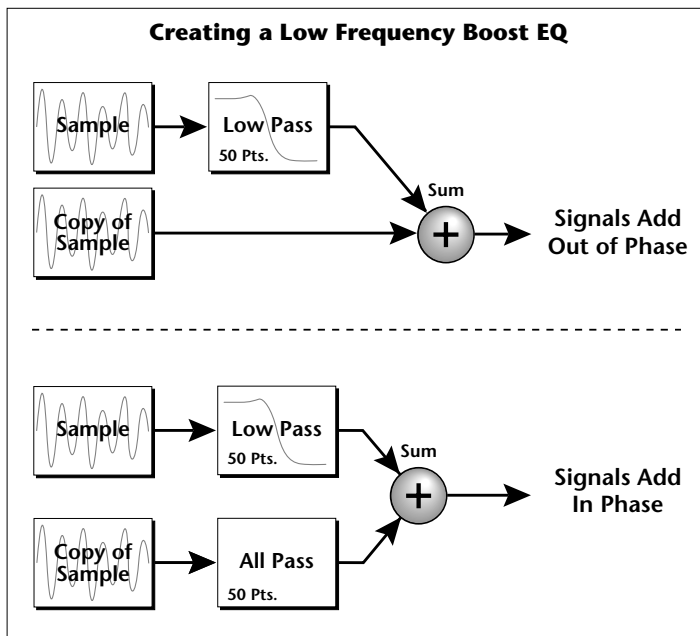 Creating a Low Frequency Boost EQ
Sample
Low Pass
50 Pts.
Sum
Copy of
Sample
+
Signals Add
Out of Phase
Sample
Low Pass
50 Pts.
Sum
+
Signals Add
In Phase
Copy of
Sample
All Pass
50 Pts.